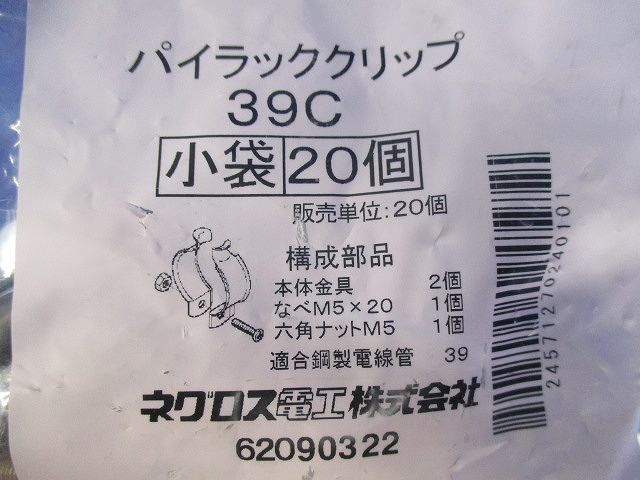 パイラッククリップ
39C
小袋 20個
販売単位:20個
構成部品
本体金具 2個
なべM5×20 1個
六角ナットM5 1個
適合鋼製電線管 39
ネグロス電工株式会社
62090322
2457127024O101